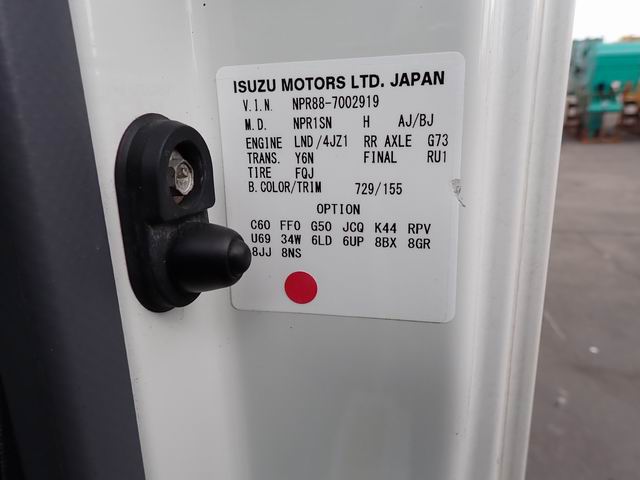 ISUZU MOTORS LTD. JAPAN
V.I.N. NPR88-7002919
M.D. NPR1SN H AJ/BJ
ENGINE LND/4JZ1 RR AXLE G73
TRANS. Y6N FINAL RU1
TIRE FQJ
B.COLOR/TRIM 729/155
OPTION
C60 FF0 G50 JCQ K44 RPV
U69 34W 6LD 6UP 8BX 8GR
8JJ 8NS